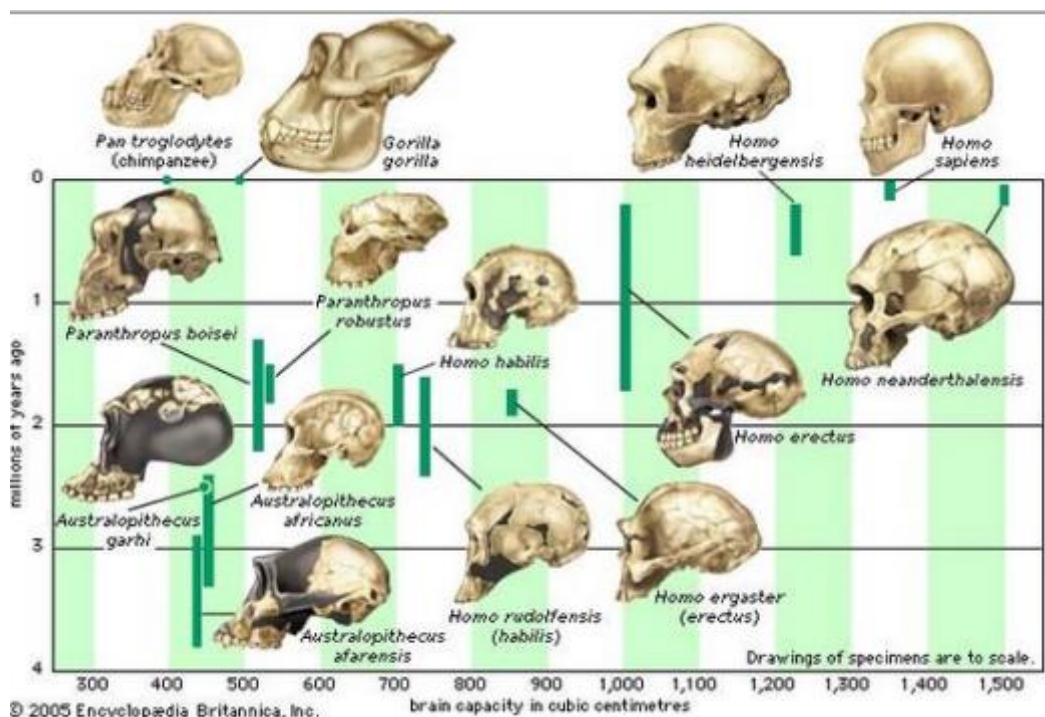 Pan troglodytes
(chimpanzee)
Gorilla
gorilla
Homo
heidelbergensis
Homo
sapiens
0
Paranthropus boisei
Paranthropus
robustus
Homo habilis
Homo neanderthalensis
1
millions of years ago
Homo erectus
2
Australopithecus
garhi
Australopithecus
africanus
3
Homo rudolfensis
(habilis)
Homo ergaster
(erectus)
Australopithecus
afarensis
Drawings of specimens are to scale.
4
300 400 500 600 700 800 900 1,000 1,100 1,200 1,300 1,400 1,500
brain capacity in cubic centimetres
© 2005 Encyclopædia Britannica, Inc.